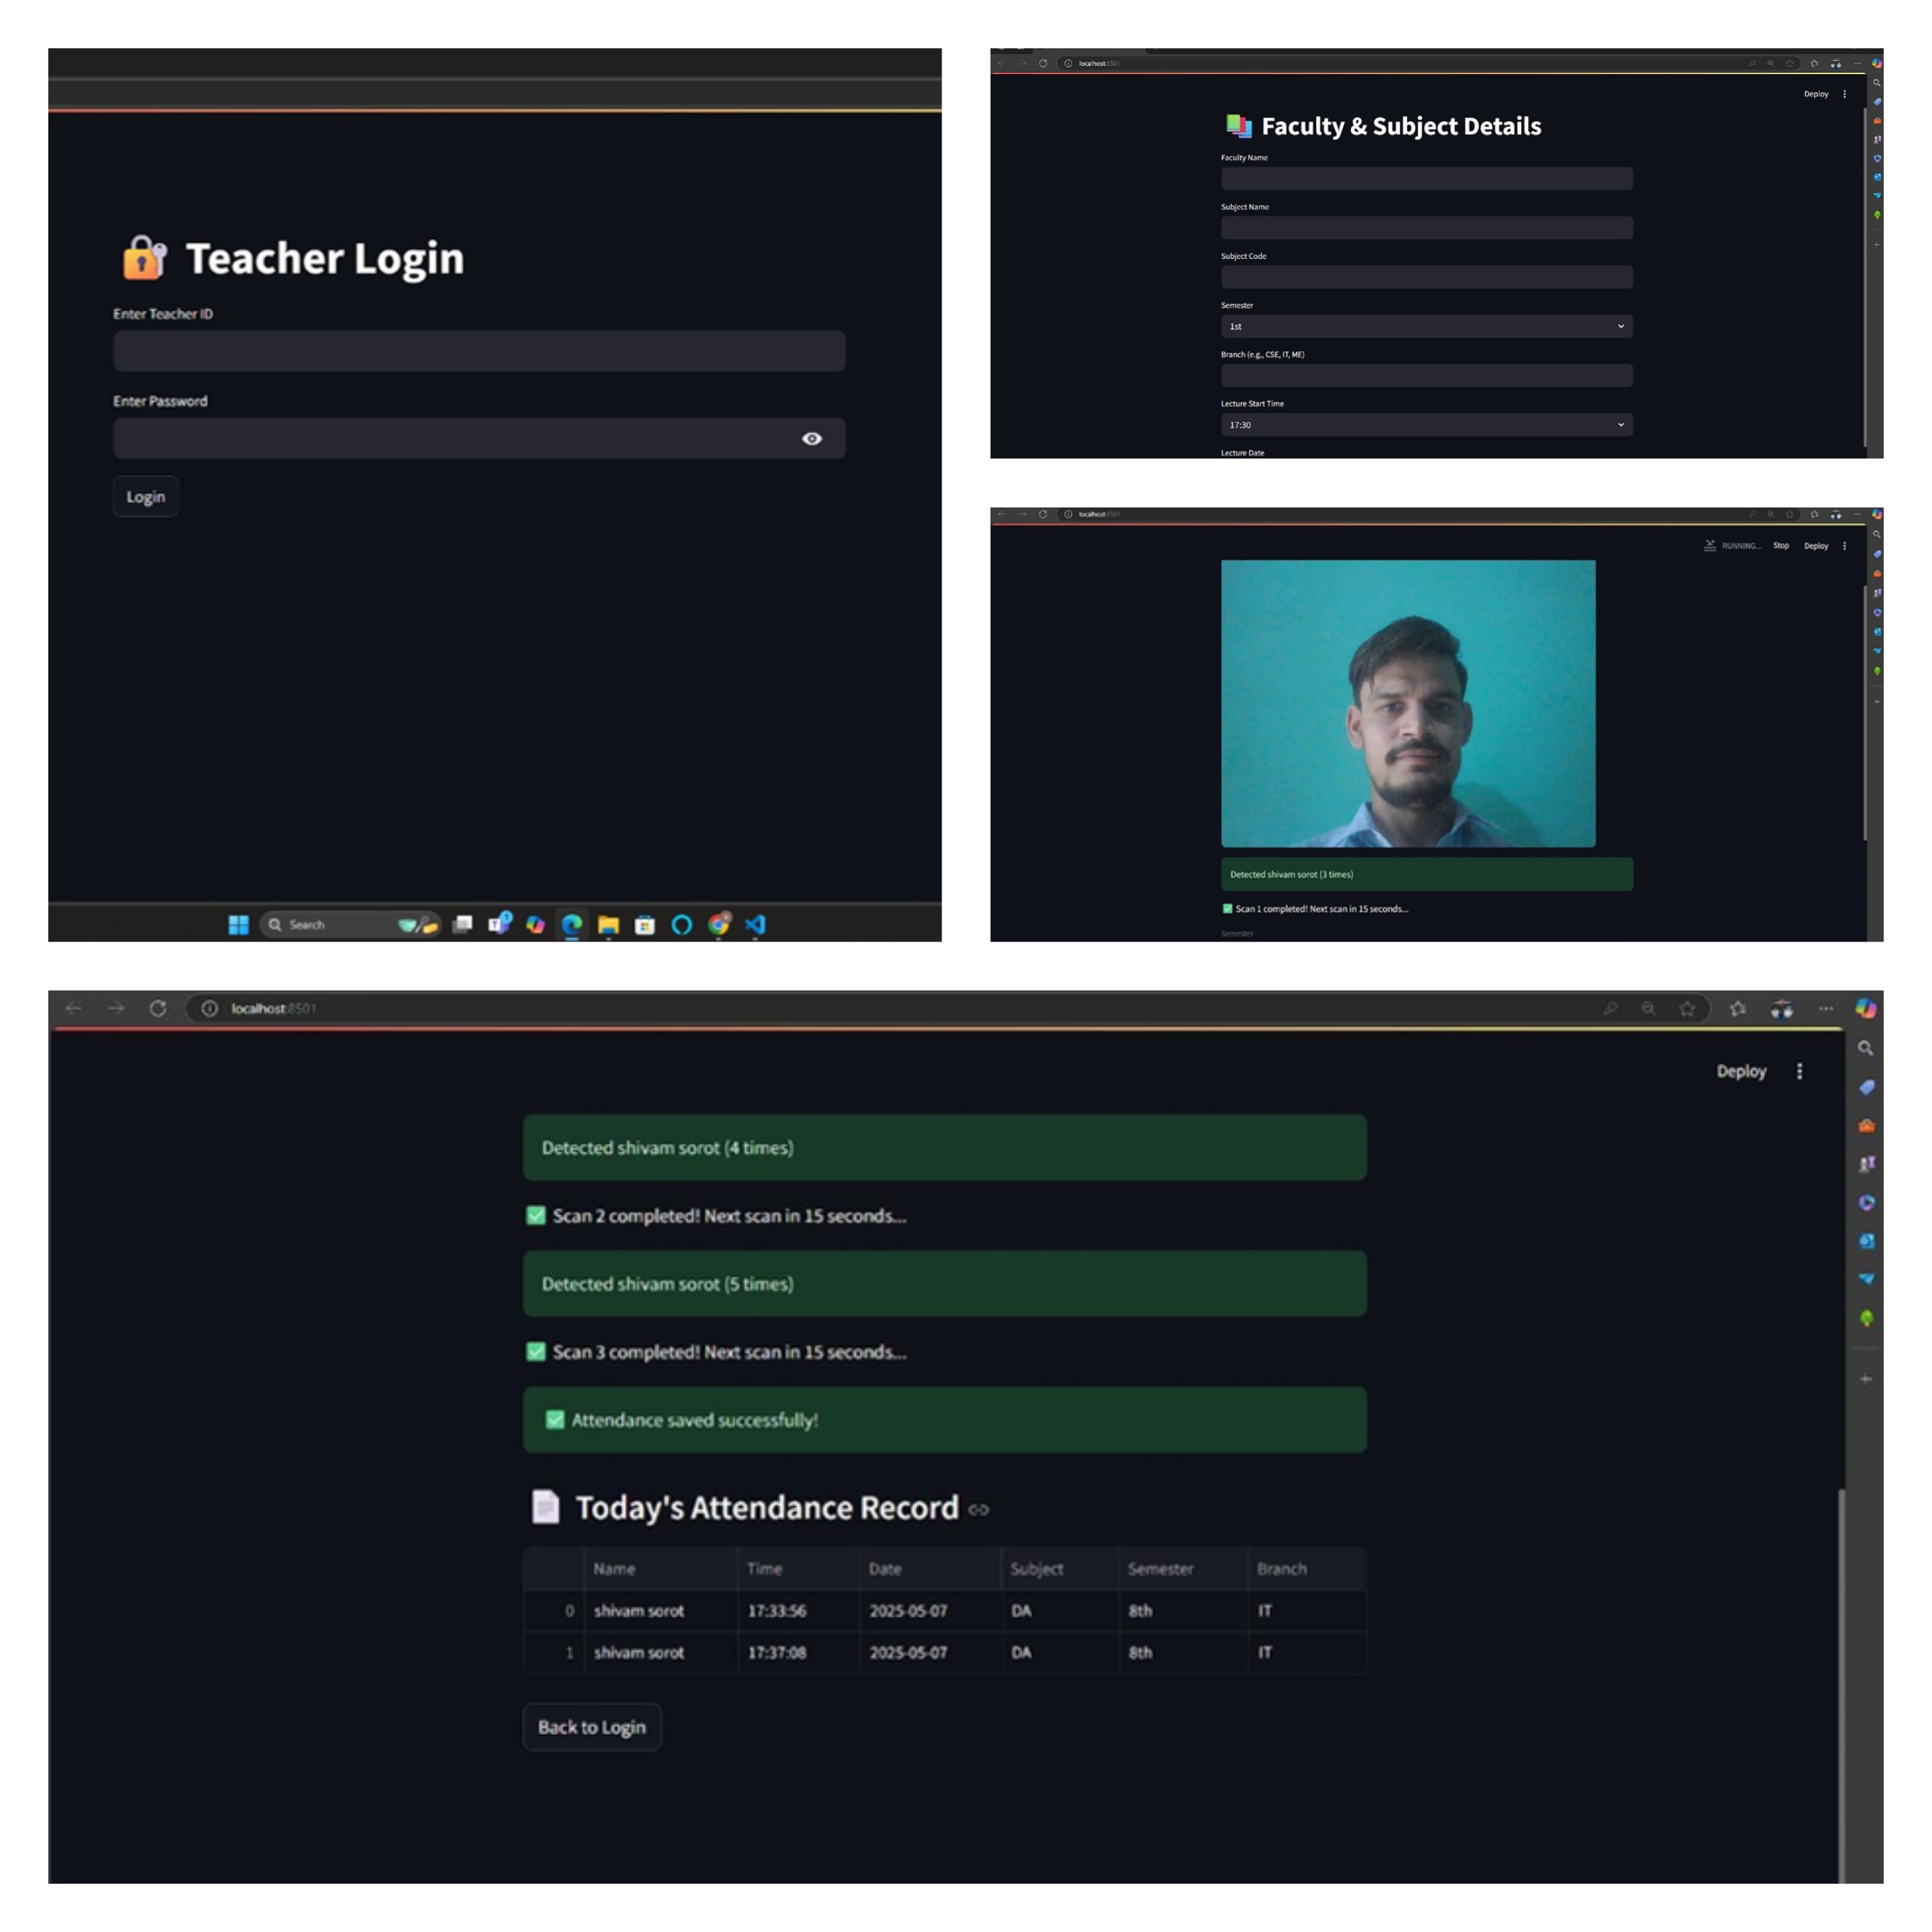 Teacher Login
Enter Teacher ID
Enter Password
Login
Search
localhost:8501
Deploy
Faculty & Subject Details
Faculty Name
Subject Name
Subject Code
Semester
1st
Branch (e.g., CSE, IT, ME)
Lecture Start Time
17:30
Lecture Date
localhost:8501
RUNNING... Stop Deploy
Detected shivam sorot (3 times)
Scan 1 completed! Next scan in 15 seconds...
Semester
localhost:8501
Deploy
Detected shivam sorot (4 times)
Scan 2 completed! Next scan in 15 seconds...
Detected shivam sorot (5 times)
Scan 3 completed! Next scan in 15 seconds...
Attendance saved successfully!
Today's Attendance Record
Name Time Date Subject Semester Branch
0 shivam sorot 17:33:56 2025-05-07 DA 8th IT
1 shivam sorot 17:37:08 2025-05-07 DA 8th IT
Back to Login